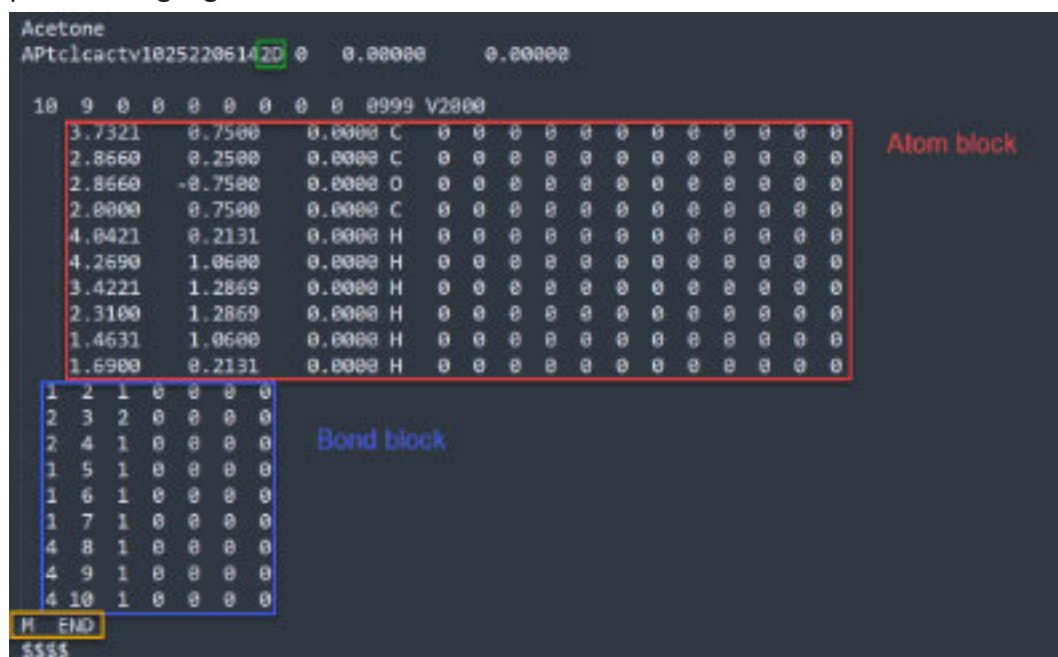 Acetone
APtclcactv10252206142D 0 0.00000 0.00000
10 9 0 0 0 0 0 0 0 0 0999 V2000
3.7321 0.7500 0.0000 C 0 0 0 0 0 0 0 0 0 0 0 0
2.8660 0.2500 0.0000 C 0 0 0 0 0 0 0 0 0 0 0 0
2.8660 -0.7500 0.0000 O 0 0 0 0 0 0 0 0 0 0 0 0
2.0000 0.7500 0.0000 C 0 0 0 0 0 0 0 0 0 0 0 0
4.0421 0.2131 0.0000 H 0 0 0 0 0 0 0 0 0 0 0 0
4.2690 1.0600 0.0000 H 0 0 0 0 0 0 0 0 0 0 0 0
3.4221 1.2869 0.0000 H 0 0 0 0 0 0 0 0 0 0 0 0
2.3100 1.2869 0.0000 H 0 0 0 0 0 0 0 0 0 0 0 0
1.4631 1.0600 0.0000 H 0 0 0 0 0 0 0 0 0 0 0 0
1.6900 0.2131 0.0000 H 0 0 0 0 0 0 0 0 0 0 0 0
Atom block
1 2 1 0 0 0 0
2 3 2 0 0 0 0
2 4 1 0 0 0 0
1 5 1 0 0 0 0
1 6 1 0 0 0 0
1 7 1 0 0 0 0
4 8 1 0 0 0 0
4 9 1 0 0 0 0
4 10 1 0 0 0 0
Bond block
M END
$$$$